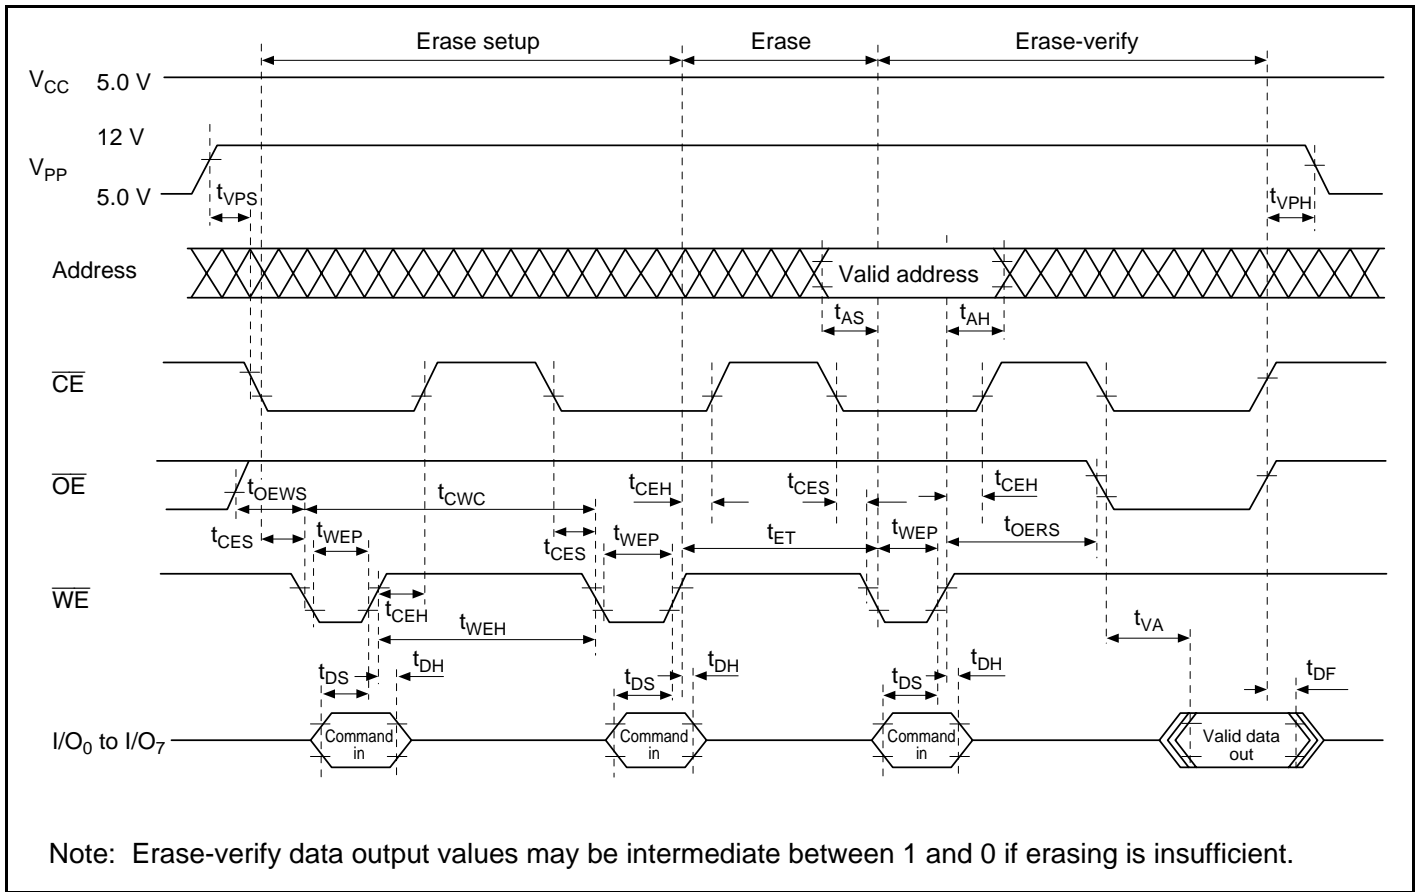 Erase setup Erase Erase-verify
VCC 5.0 V
12 V
VPP
5.0 V
tVPS tVPH
Address Valid address
tAS tAH
CE
OE
tOEWS tCWC tCEH tCES tCEH
tCES tWEP tCES tWEP tET tWEP tOERS
WE
tCEH
tWEH tVA
tDS tDH tDS tDH tDS tDH tDF
I/O0 to I/O7 Command in Command in Command in Valid data out
Note: Erase-verify data output values may be intermediate between 1 and 0 if erasing is insufficient.